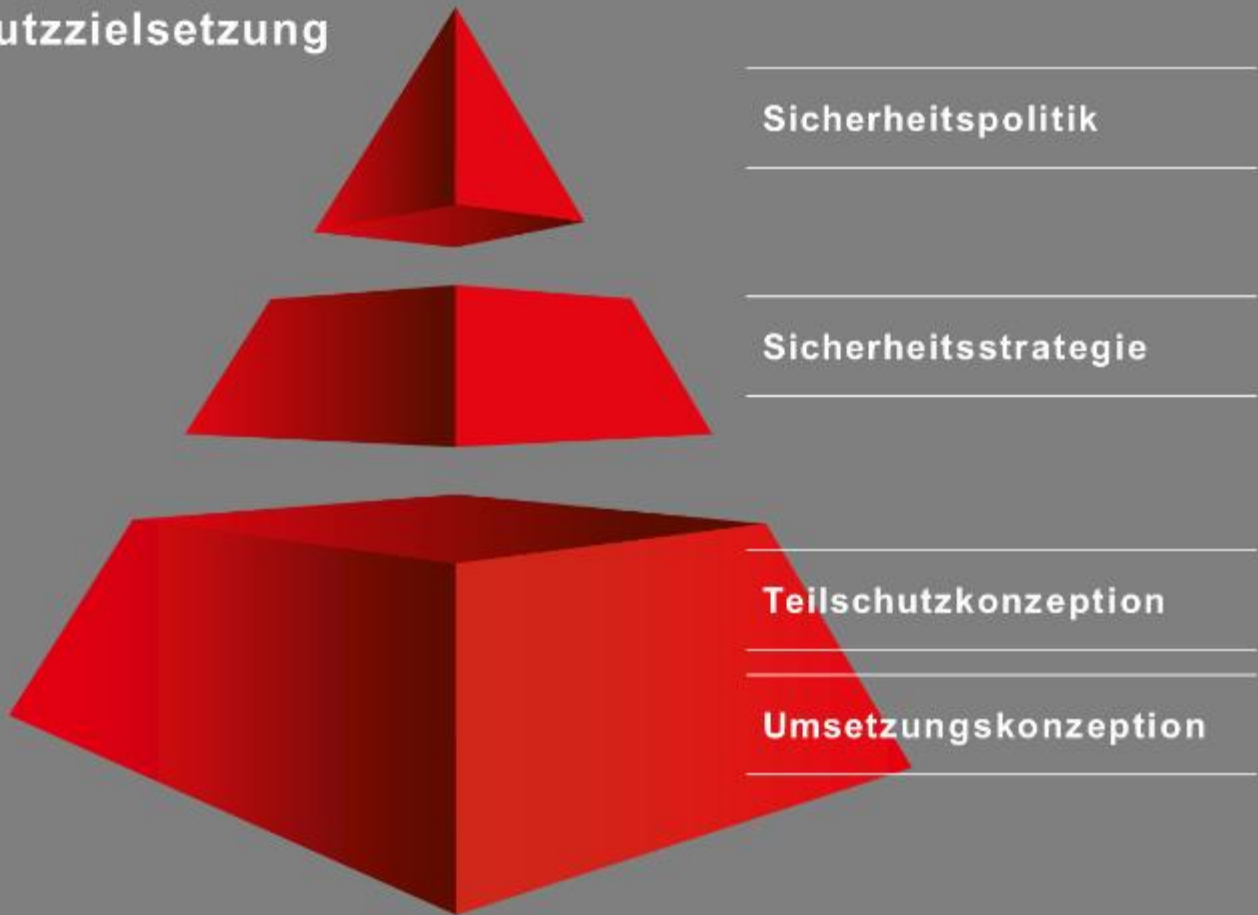 utzzielsetzung
Sicherheitspolitik
Sicherheitsstrategie
Teilschutzkonzeption
Umsetzungskonzeption